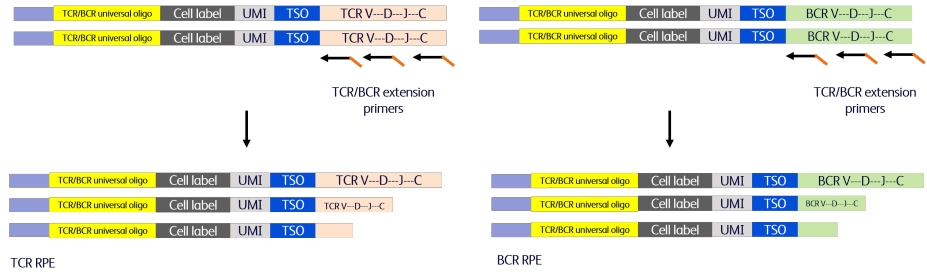 TCR/BCR universal oligo Cell label UMI TSO TCR V---D---J---C
TCR/BCR universal oligo Cell label UMI TSO TCR V---D---J---C
TCR/BCR extension
primers
TCR/BCR universal oligo Cell label UMI TSO TCR V---D---J---C
TCR/BCR universal oligo Cell label UMI TSO TCR V---D---J---C
TCR/BCR universal oligo Cell label UMI TSO
TCR RPE
TCR/BCR universal oligo Cell label UMI TSO BCR V---D---J---C
TCR/BCR universal oligo Cell label UMI TSO BCR V---D---J---C
TCR/BCR extension
primers
TCR/BCR universal oligo Cell label UMI TSO BCR V---D---J---C
TCR/BCR universal oligo Cell label UMI TSO BCR V---D---J---C
TCR/BCR universal oligo Cell label UMI TSO
BCR RPE